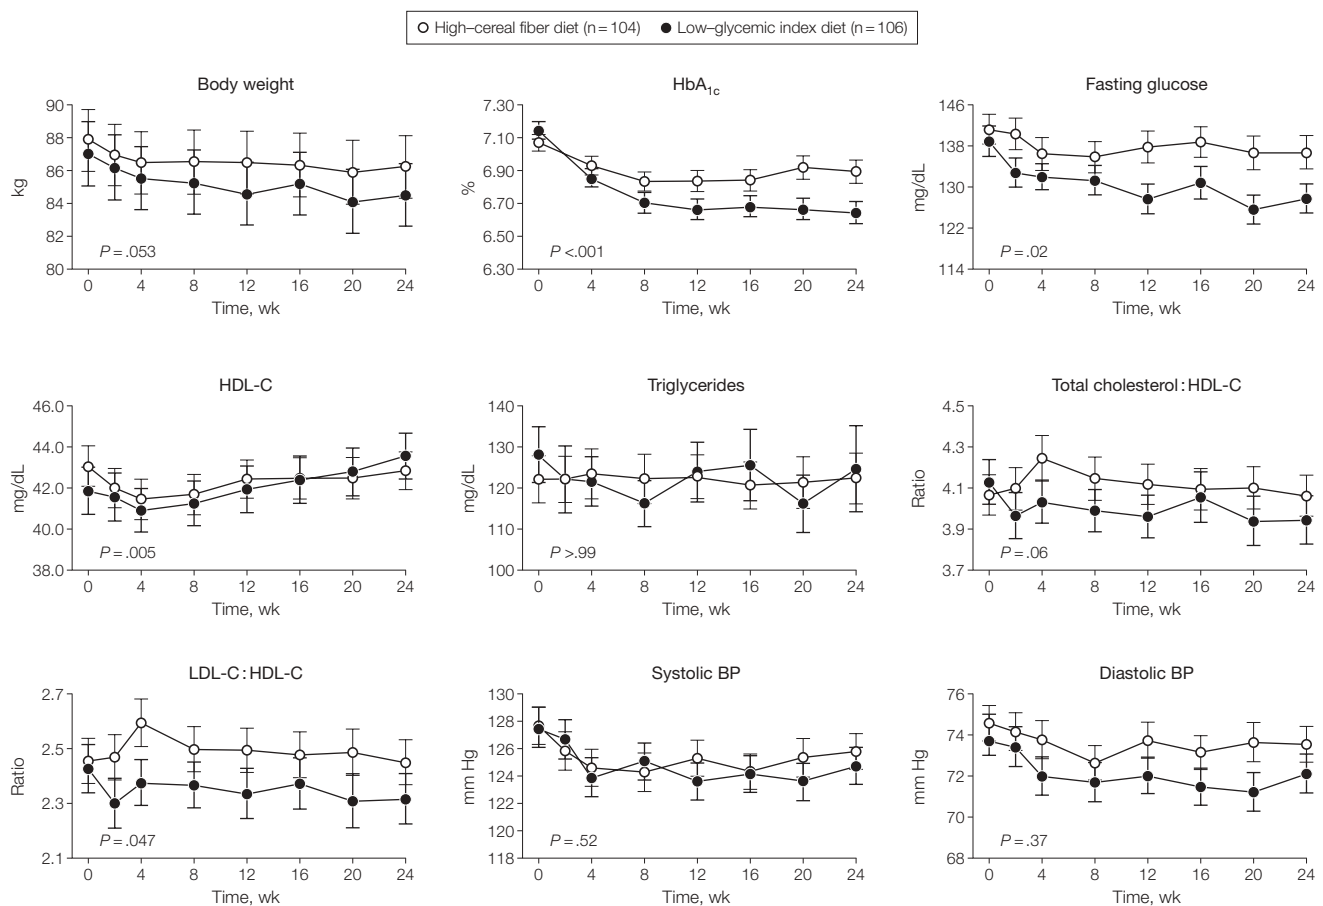 High–cereal fiber diet (n = 104) Low–glycemic index diet (n = 106)
Body weight
90
88
86
84
82
80
kg
P = .053
0 4 8 12 16 20 24
Time, wk
HbA1c
7.30
7.10
6.90
6.70
6.50
6.30
%
P <.001
0 4 8 12 16 20 24
Time, wk
Fasting glucose
146
138
130
122
114
mg/dL
P = .02
0 4 8 12 16 20 24
Time, wk
HDL-C
46.0
44.0
42.0
40.0
38.0
mg/dL
P = .005
0 4 8 12 16 20 24
Time, wk
Triglycerides
140
130
120
110
100
mg/dL
P >.99
0 4 8 12 16 20 24
Time, wk
Total cholesterol : HDL-C
4.5
4.3
4.1
3.9
3.7
Ratio
P = .06
0 4 8 12 16 20 24
Time, wk
LDL-C : HDL-C
2.7
2.5
2.3
2.1
Ratio
P = .047
0 4 8 12 16 20 24
Time, wk
Systolic BP
130
128
126
124
122
120
118
mm Hg
P = .52
0 4 8 12 16 20 24
Time, wk
Diastolic BP
76
74
72
70
68
mm Hg
P = .37
0 4 8 12 16 20 24
Time, wk